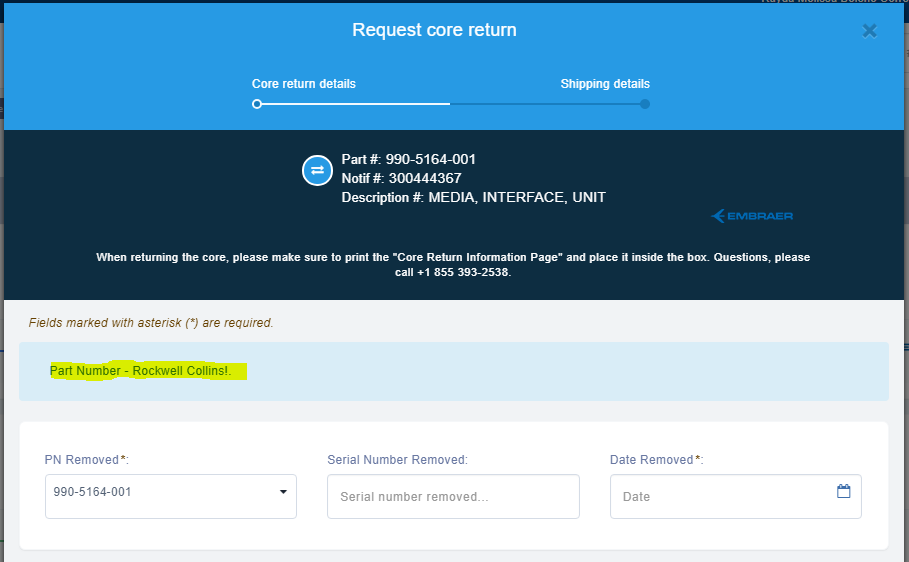 Request core return
Core return details
Shipping details
Part #: 990-5164-001
Notif #: 300444367
Description #: MEDIA, INTERFACE, UNIT
EMBRAER
When returning the core, please make sure to print the "Core Return Information Page" and place it inside the box. Questions, please
call +1 855 393-2538.
Fields marked with asterisk (*) are required.
Part Number - Rockwell Collins!.
PN Removed*:
Serial Number Removed:
Date Removed*:
990-5164-001
Serial number removed...
Date